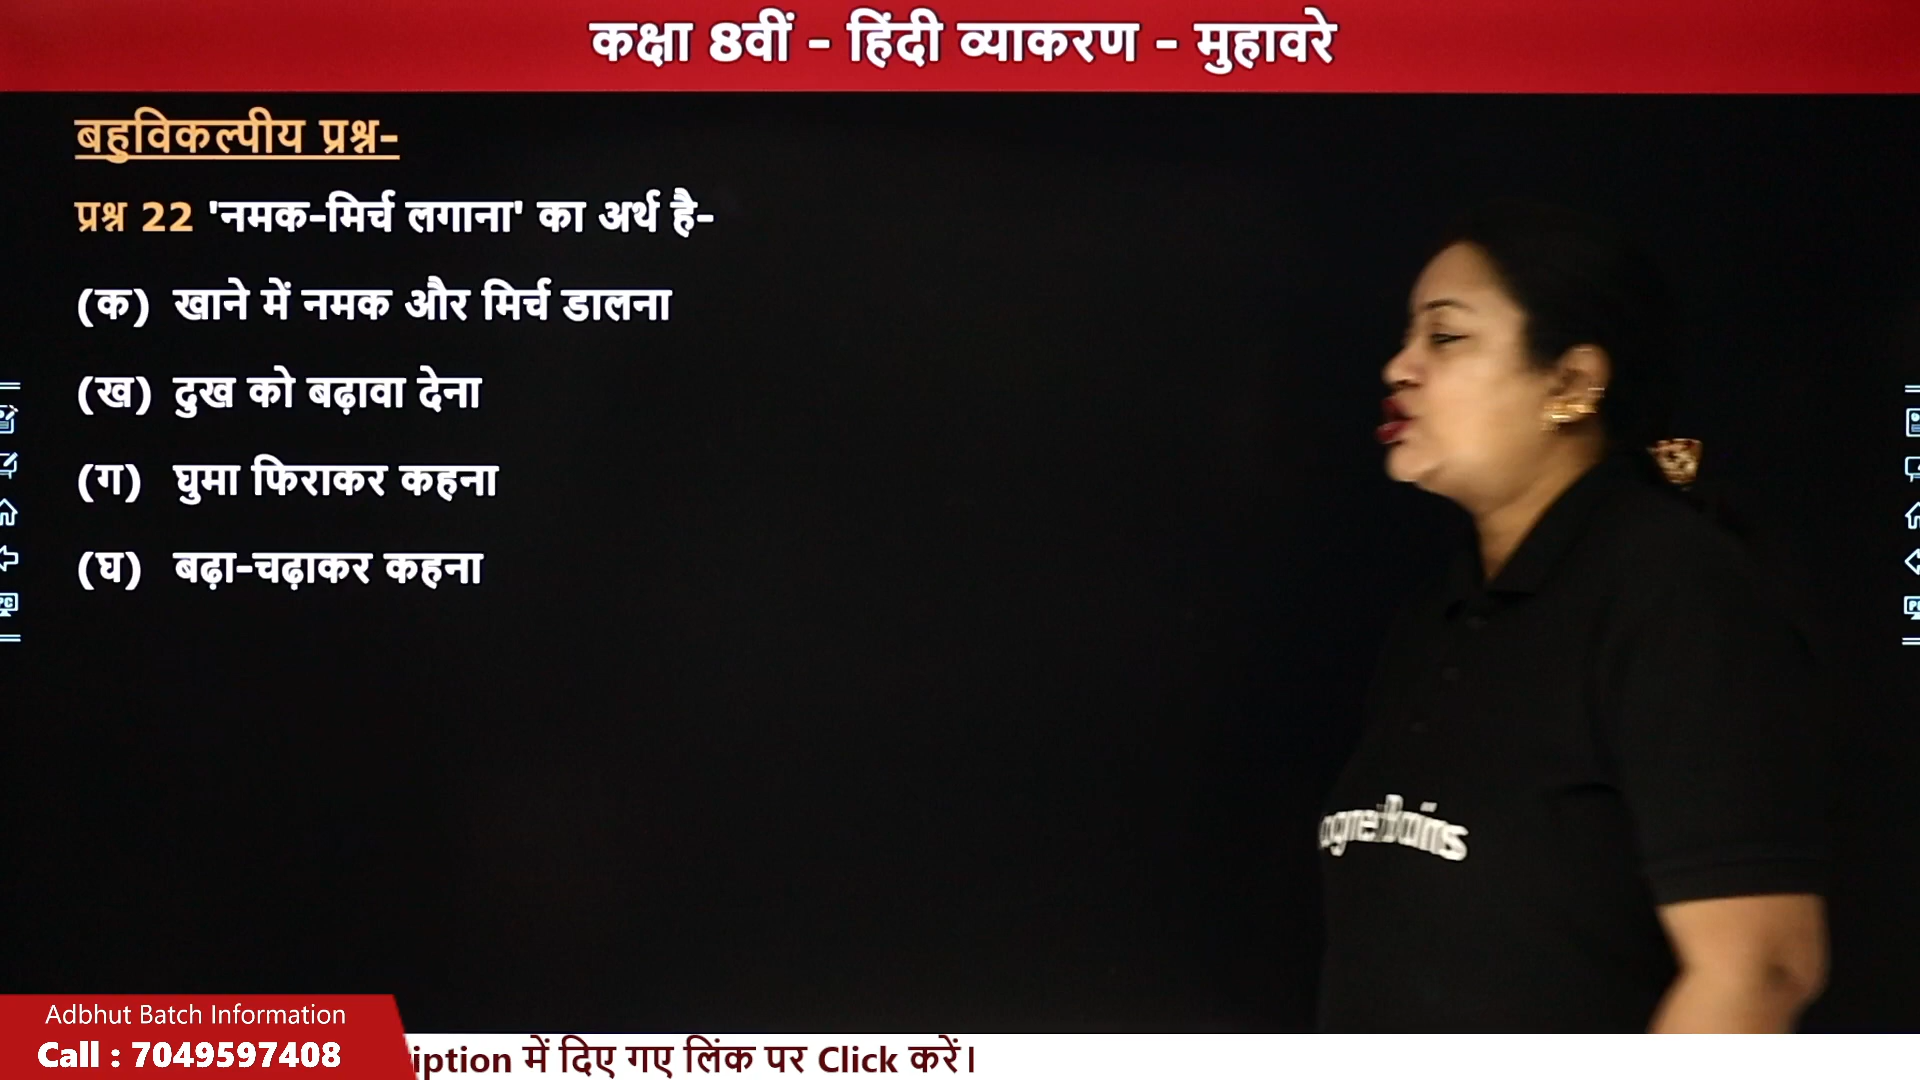 कक्षा 8वीं - हिंदी व्याकरण - मुहावरे
बहुविकल्पीय प्रश्न-
प्रश्न 22 'नमक-मिर्च लगाना' का अर्थ है-
(क) खाने में नमक और मिर्च डालना
(ख) दुख को बढ़ावा देना
(ग) घुमा फिराकर कहना
(घ) बढ़ा-चढ़ाकर कहना
Adbhut Batch Information
Call : 7049597408
iption में दिए गए लिंक पर Click करें।